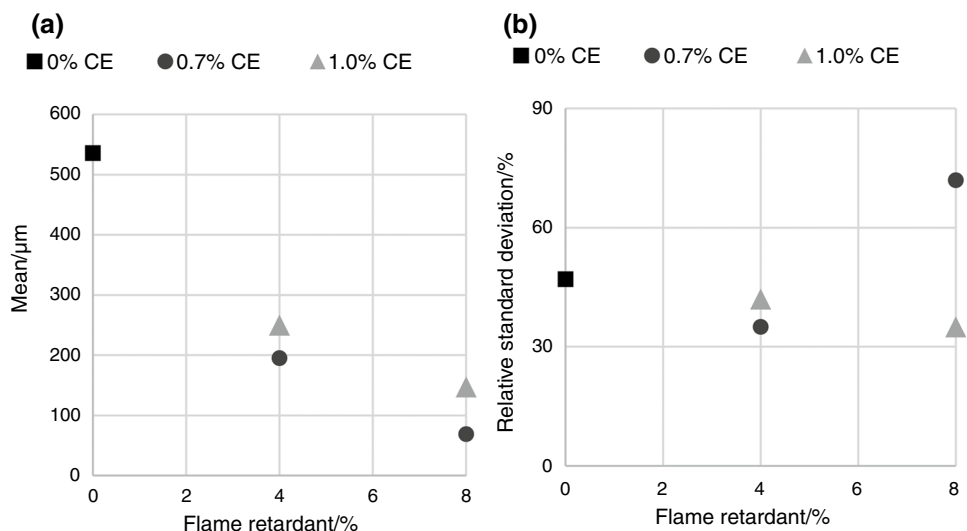 (a)
0% CE 0.7% CE 1.0% CE
600
500
400
300
200
100
0
Mean/µm
0 2 4 6 8
Flame retardant/%
(b)
0% CE 0.7% CE 1.0% CE
90
60
30
0
Relative standard deviation/%
0 2 4 6 8
Flame retardant/%